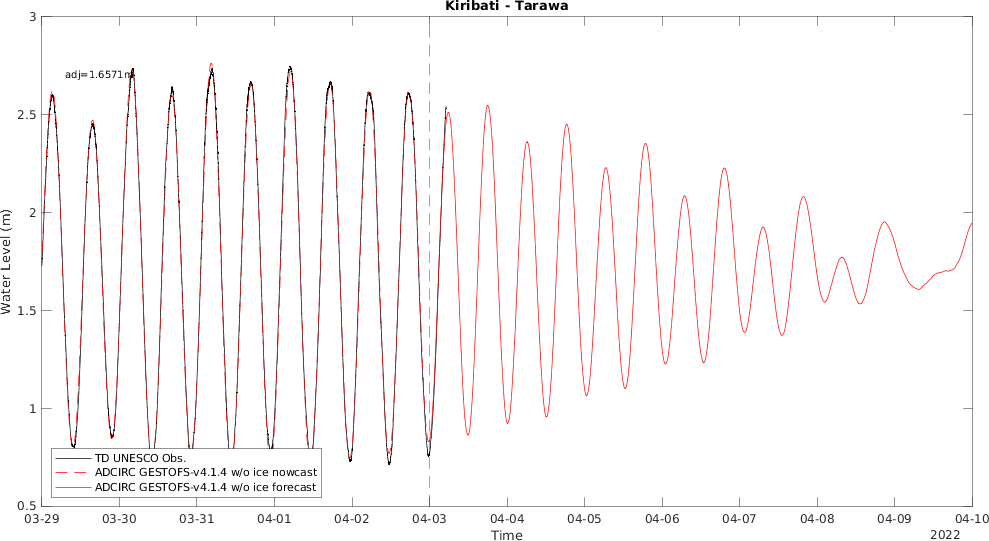 Kiribati - Tarawa
3
adj=1.6571m
2.5
2
Water Level (m)
1.5
1
TD UNESCO Obs.
ADCIRC GESTOFS-v4.1.4 w/o ice nowcast
ADCIRC GESTOFS-v4.1.4 w/o ice forecast
0.5
03-29 03-30 03-31 04-01 04-02 04-03 04-04 04-05 04-06 04-07 04-08 04-09 04-10
Time 2022